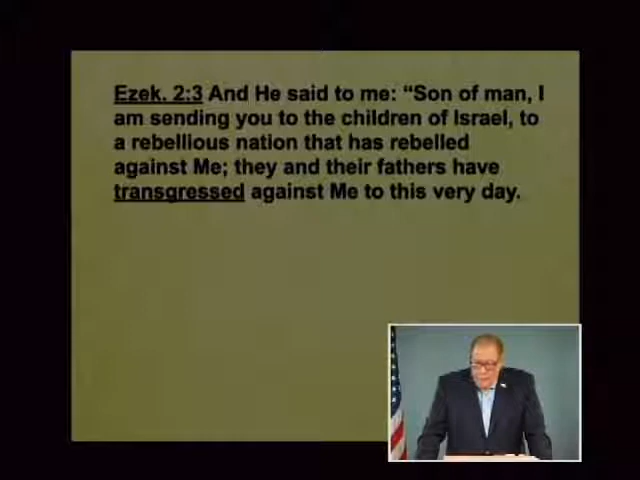 Ezek. 2:3 And He said to me: “Son of man, I
am sending you to the children of Israel, to
a rebellious nation that has rebelled
against Me; they and their fathers have
transgressed against Me to this very day.